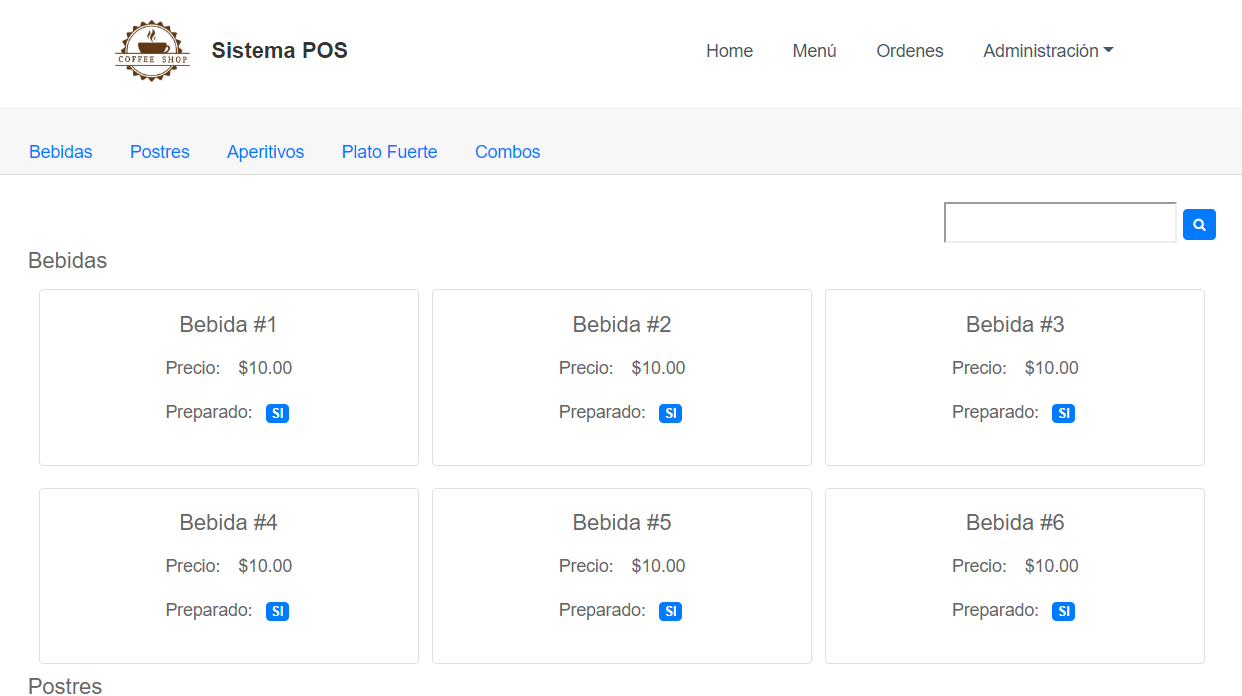 COFFEE SHOP
Sistema POS
Home Menú Ordenes Administración
Bebidas Postres Aperitivos Plato Fuerte Combos
Bebidas
Bebida #1 Bebida #2 Bebida #3
Precio: $10.00 Precio: $10.00 Precio: $10.00
Preparado: SI Preparado: SI Preparado: SI
Bebida #4 Bebida #5 Bebida #6
Precio: $10.00 Precio: $10.00 Precio: $10.00
Preparado: SI Preparado: SI Preparado: SI
Postres